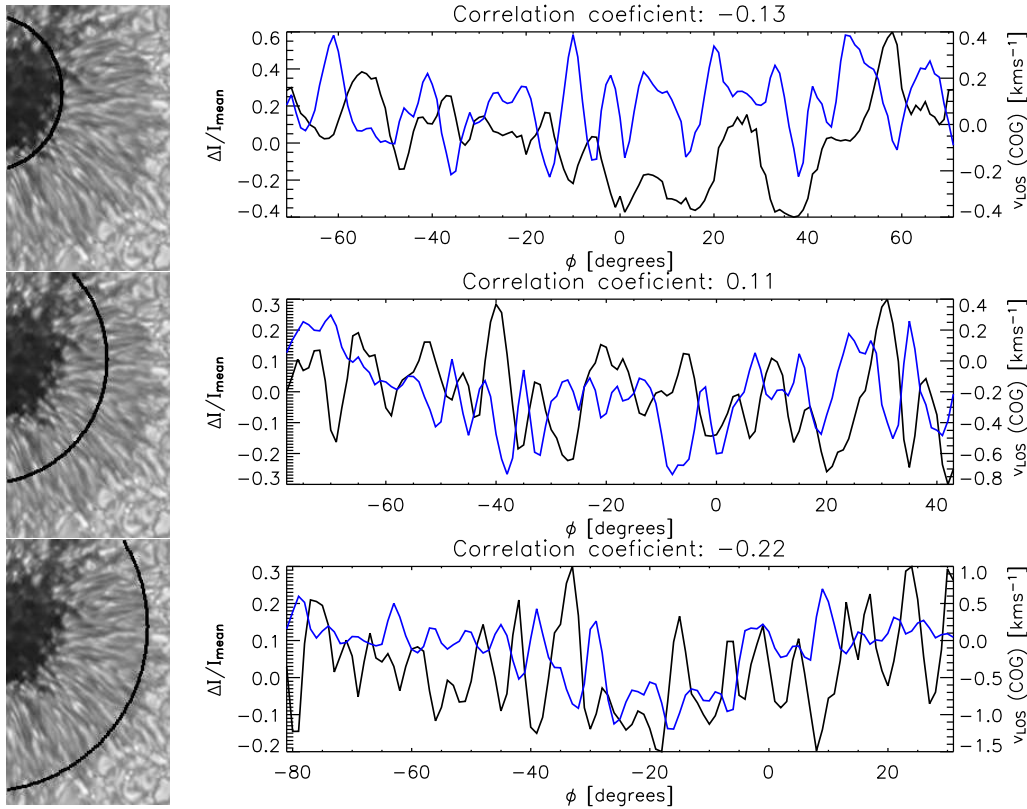 Correlation coeficient: −0.13
0.6
0.4
0.2
0.0
−0.2
−0.4
ΔI/Imean
0.4
0.2
0.0
−0.2
−0.4
vLOS (COG) [kms−1]
−60 −40 −20 0 20 40 60
ϕ [degrees]
Correlation coeficient: 0.11
0.3
0.2
0.1
0.0
−0.1
−0.2
−0.3
ΔI/Imean
0.4
0.2
0.0
−0.2
−0.4
−0.6
−0.8
vLOS (COG) [kms−1]
−60 −40 −20 0 20 40
ϕ [degrees]
Correlation coeficient: −0.22
0.3
0.2
0.1
0.0
−0.1
−0.2
ΔI/Imean
1.0
0.5
0.0
−0.5
−1.0
−1.5
vLOS (COG) [kms−1]
−80 −60 −40 −20 0 20
ϕ [degrees]